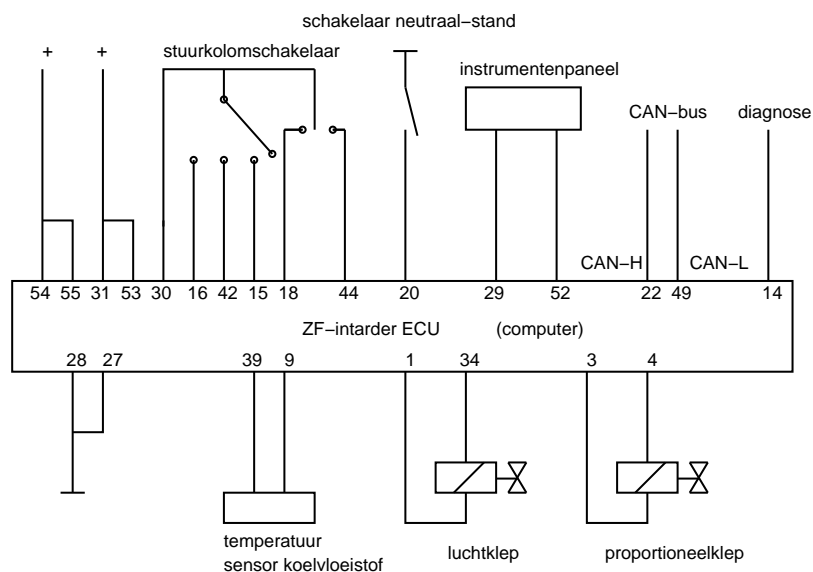 schakelaar neutraal−stand
+ + stuurkolomschakelaar
instrumentenpaneel
CAN−bus diagnose
CAN−H CAN−L
54 55 31 53 30 16 42 15 18 44 20 29 52 22 49 14
ZF−intarder ECU (computer)
28 27 39 9 1 34 3 4
temperatuur
sensor koelvloeistof
luchtklep proportioneelklep